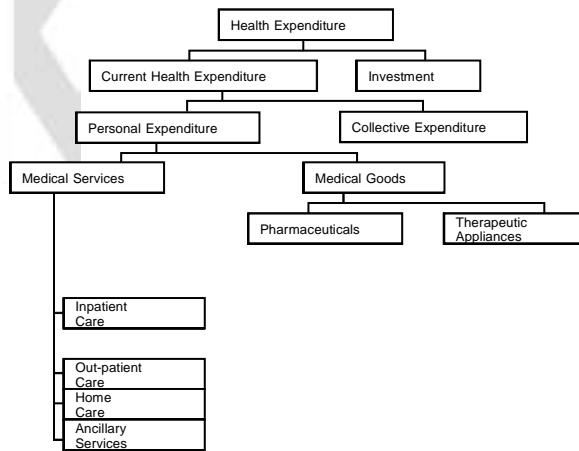 Health Expenditure
Current Health Expenditure
Investment
Personal Expenditure
Collective Expenditure
Medical Services
Medical Goods
Pharmaceuticals
Therapeutic
Appliances
Inpatient
Care
Out-patient
Care
Home
Care
Ancillary
Services